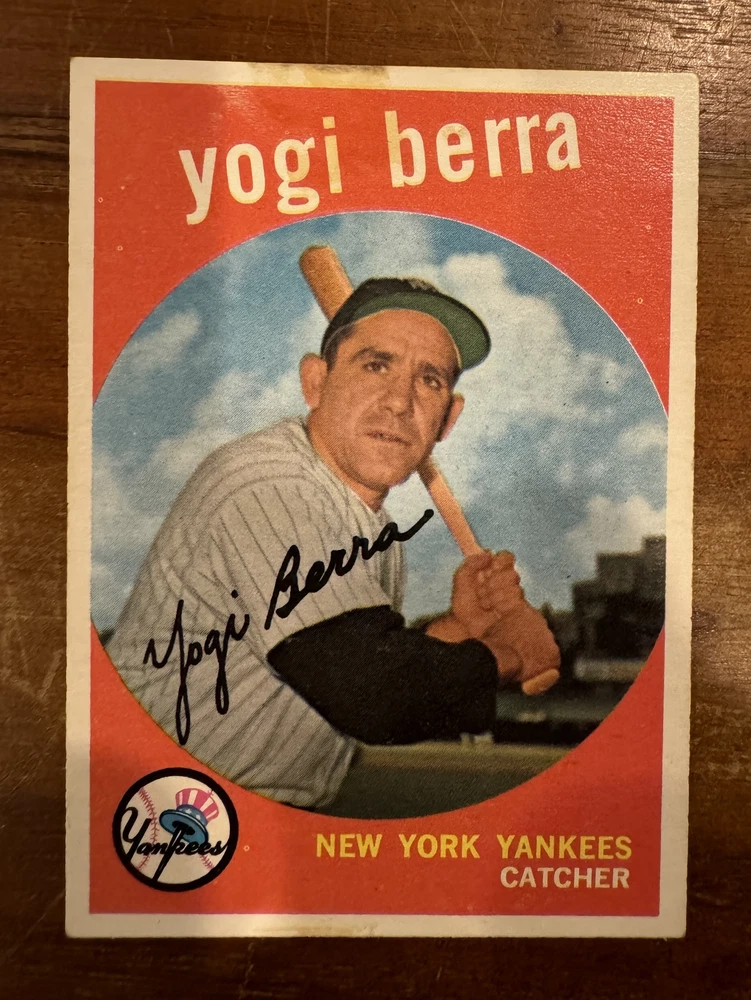 yogi berra
Yogi Berra
Yankees
NEW YORK YANKEES
CATCHER